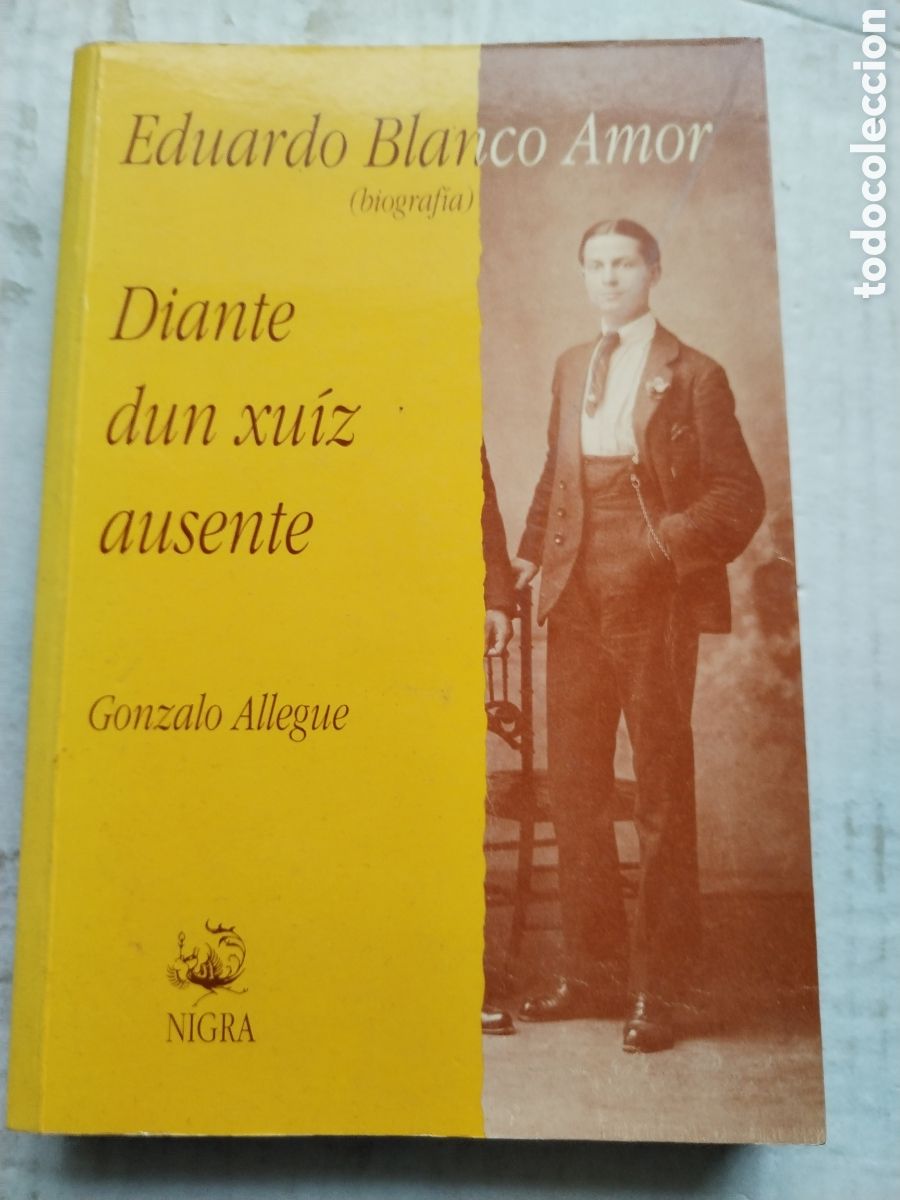 Eduardo Blanco Amor
(biografía)
Diante
dun xuíz
ausente
Gonzalo Allegue
NIGRA
todocoleccion